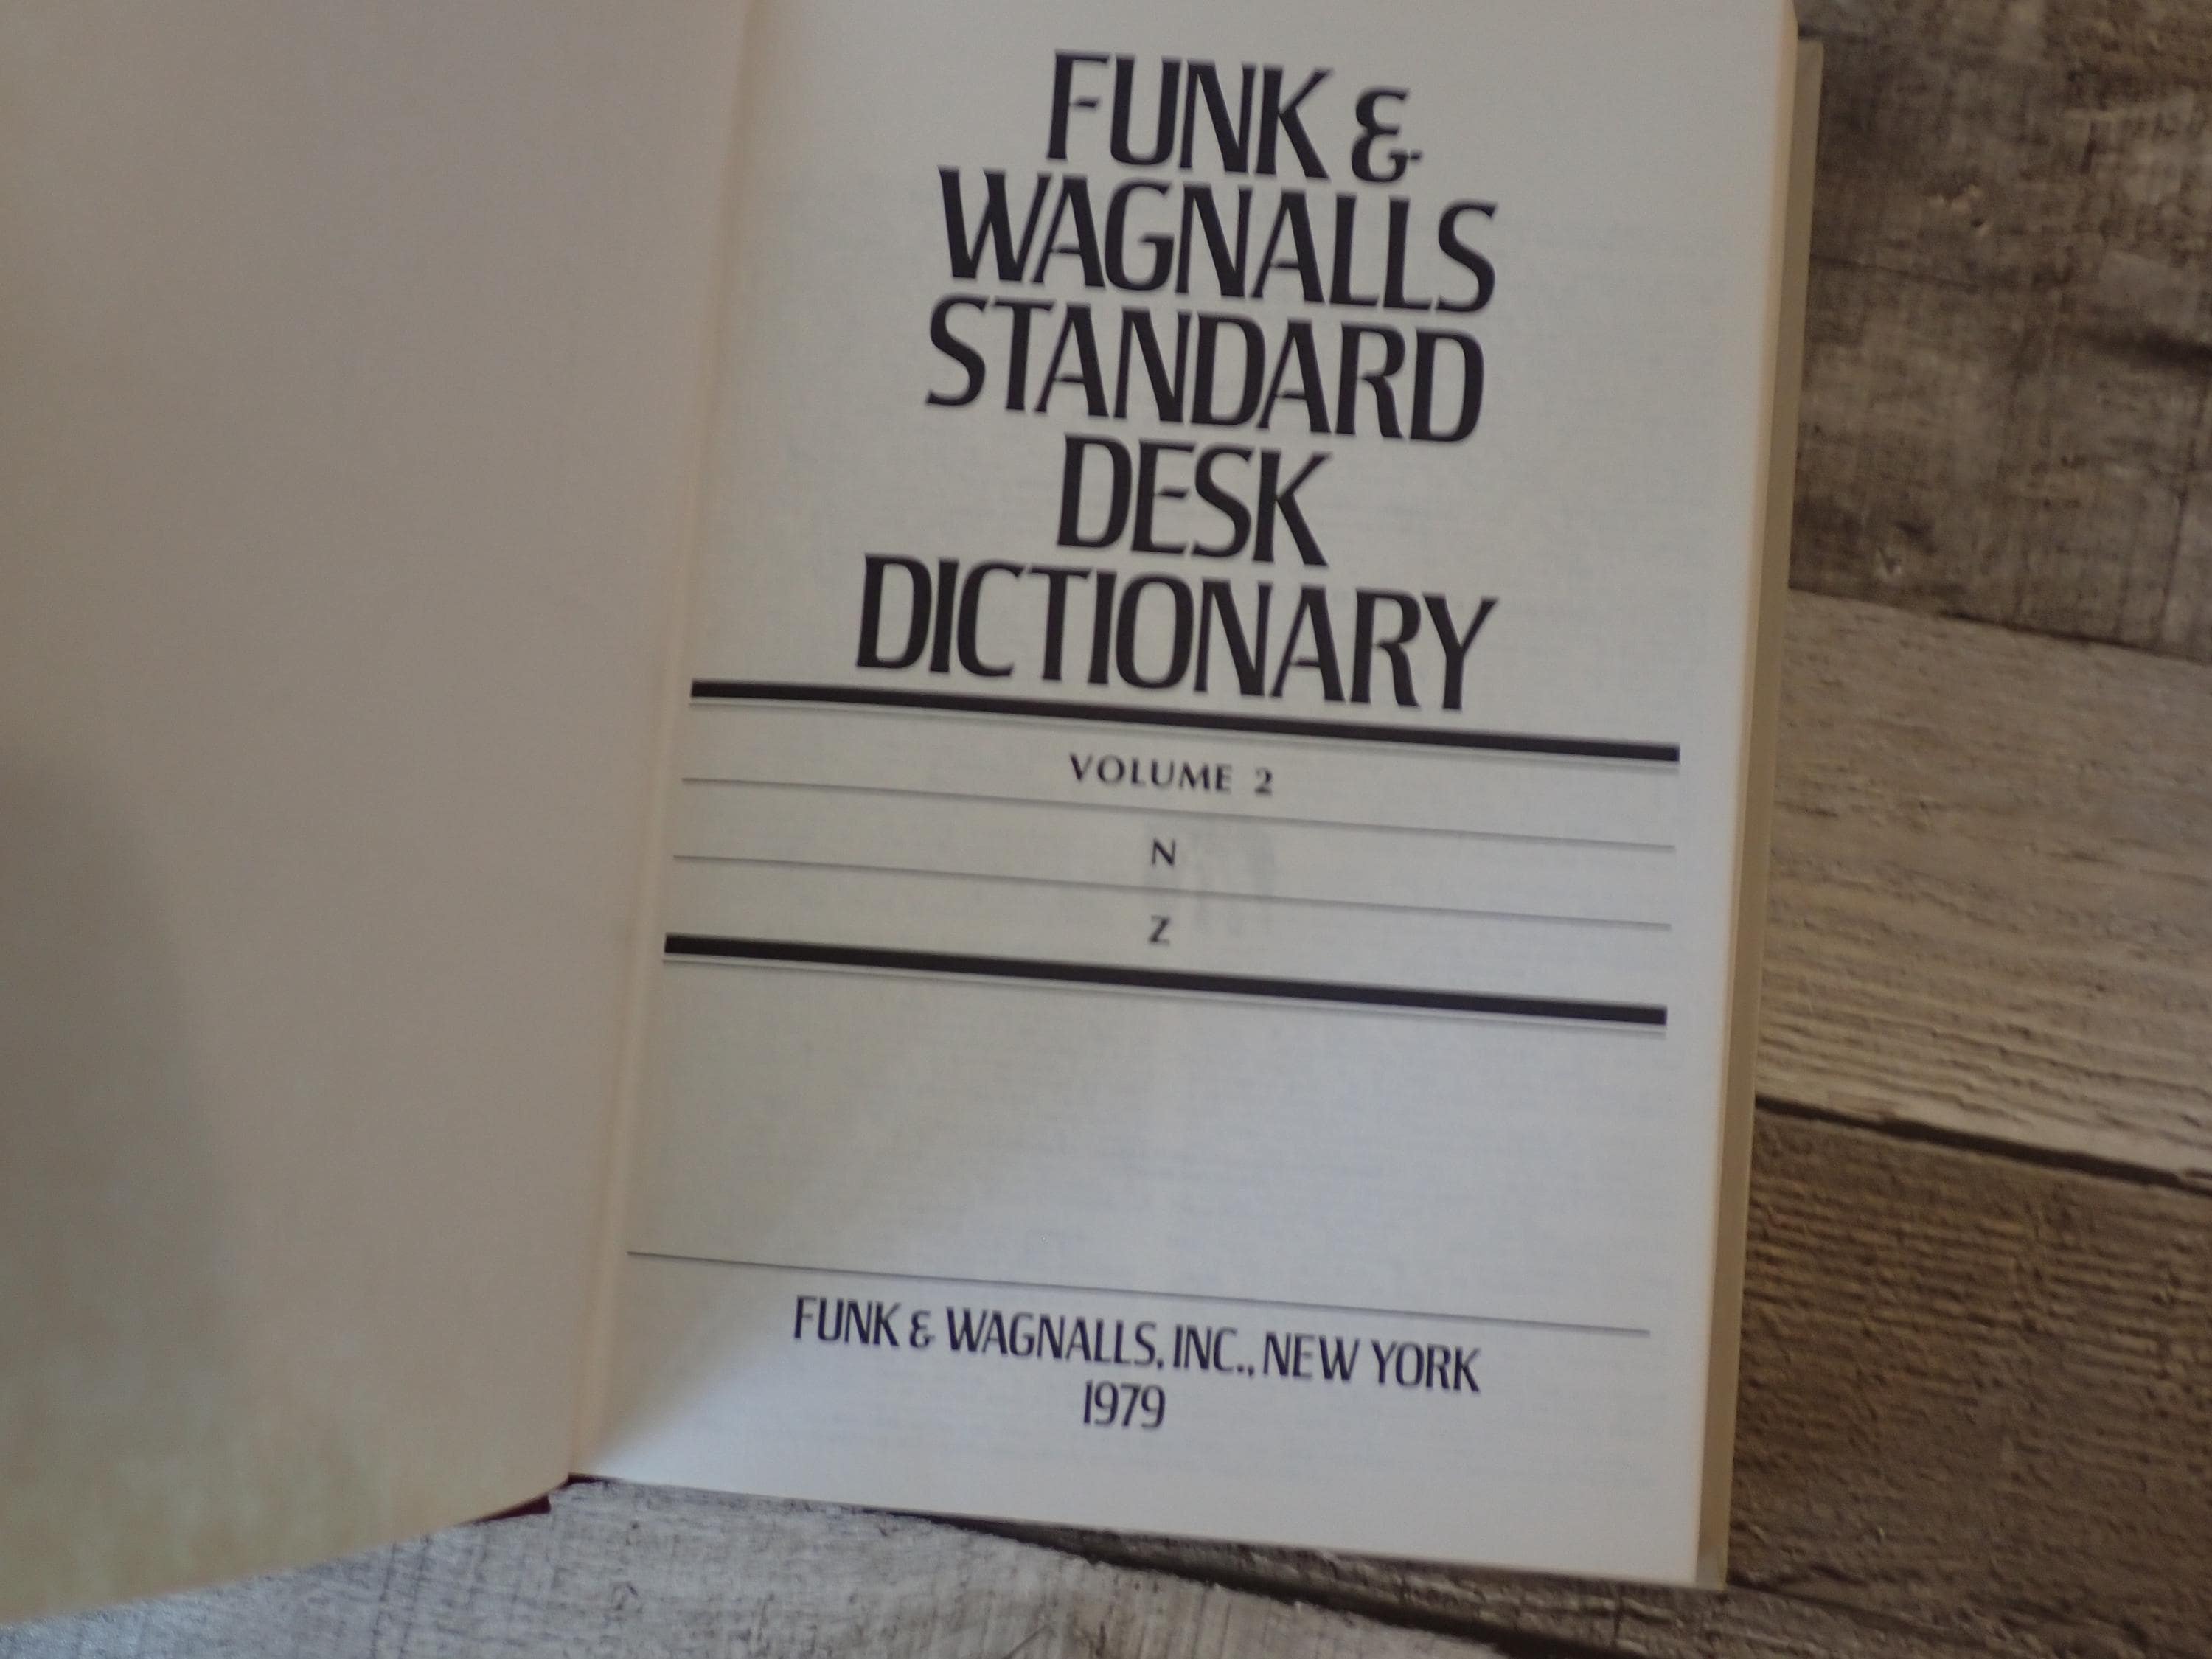 FUNK &
WAGNALLS
STANDARD
DESK
DICTIONARY
VOLUME 2
N
Z
FUNK & WAGNALLS, INC., NEW YORK
1979